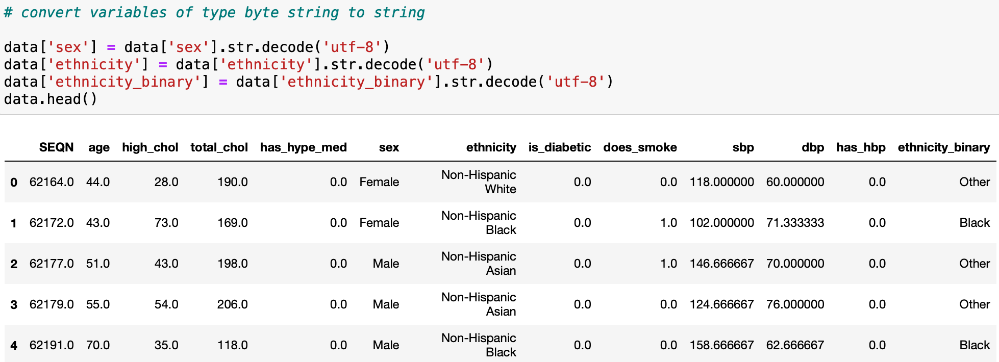 # convert variables of type byte string to string
data['sex'] = data['sex'].str.decode('utf-8')
data['ethnicity'] = data['ethnicity'].str.decode('utf-8')
data['ethnicity_binary'] = data['ethnicity_binary'].str.decode('utf-8')
data.head()
SEQN age high_chol total_chol has_hype_med sex ethnicity is_diabetic does_smoke sbp dbp has_hbp ethnicity_binary
0 62164.0 44.0 28.0 190.0 0.0 Female Non-Hispanic White 0.0 0.0 118.000000 60.000000 0.0 Other
1 62172.0 43.0 73.0 169.0 0.0 Female Non-Hispanic Black 0.0 1.0 102.000000 71.333333 0.0 Black
2 62177.0 51.0 43.0 198.0 0.0 Male Non-Hispanic Asian 0.0 1.0 146.666667 70.000000 0.0 Other
3 62179.0 55.0 54.0 206.0 0.0 Male Non-Hispanic Asian 0.0 0.0 124.666667 76.000000 0.0 Other
4 62191.0 70.0 35.0 118.0 0.0 Male Non-Hispanic Black 0.0 0.0 158.666667 62.666667 0.0 Black